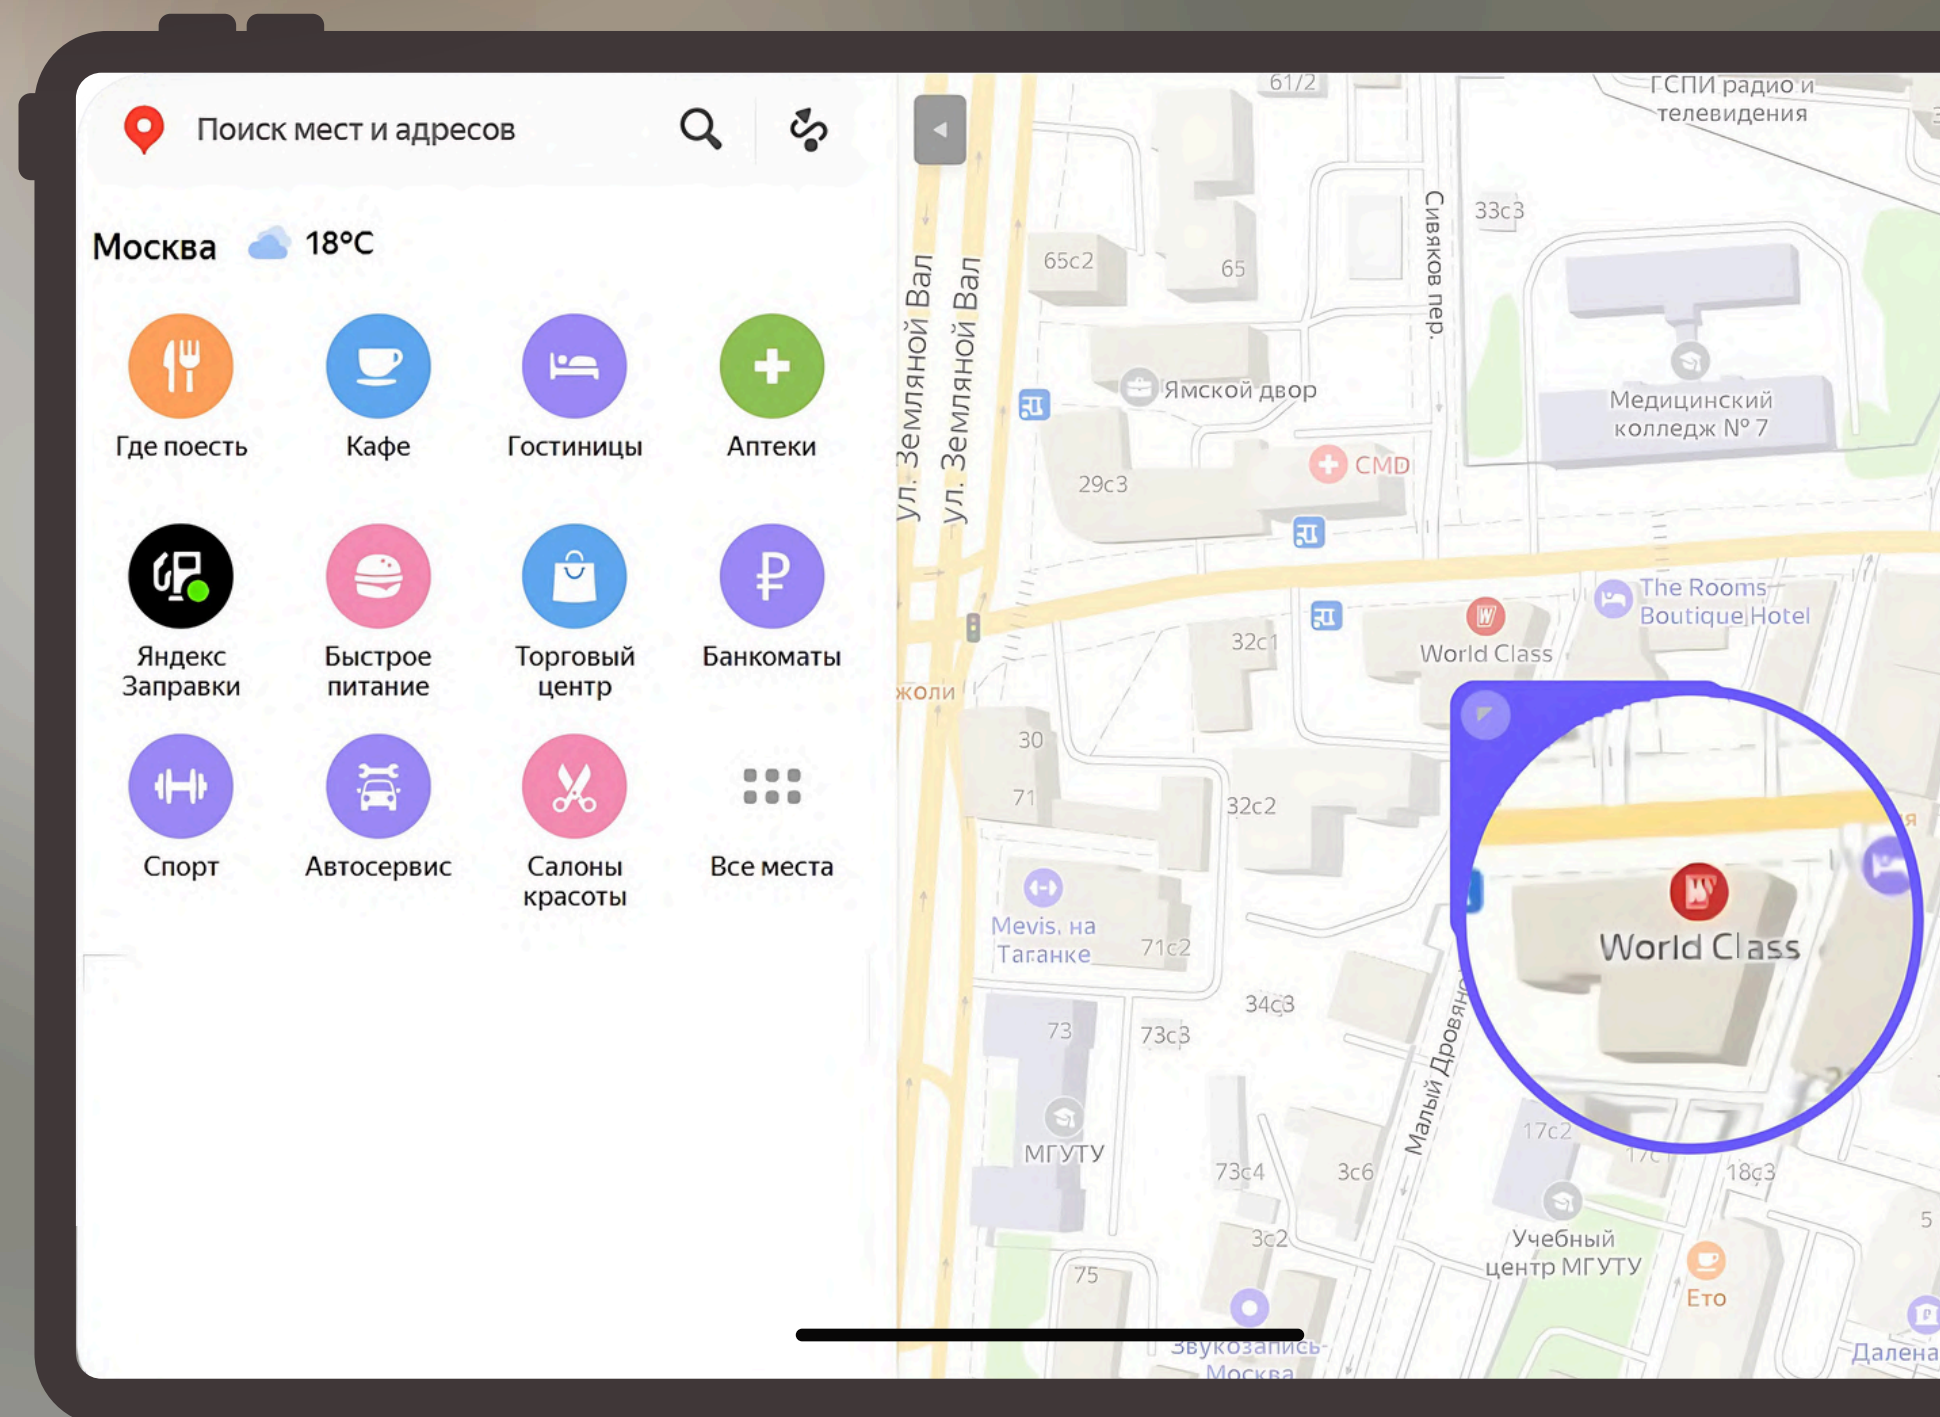 Поиск мест и адресов
Москва
18°C
Где поесть
Кафе
Гостиницы
Аптеки
Яндекс
Заправки
Быстрое
питание
Торговый
центр
Банкоматы
Спорт
Автосервис
Салоны
красоты
Все места
61/2
ГСПИ радио и
телевидения
Сивяков пер.
33с3
65с2
65
ул. Земляной Вал
ул. Земляной Вал
Ямской двор
Медицинский
колледж № 7
CMD
29с3
The Rooms
Boutique Hotel
32с1
World Class
жоли
30
71
32с2
я
World Class
Mevis. на
Таганке
71с2
34с3
73
73с3
Малый Дровяно
МГУТУ
17с2
17с
73с4
3с6
18с3
5
3с2
Учебный
центр МГУТУ
75
Ето
Звукозапись-
Москва
Далена